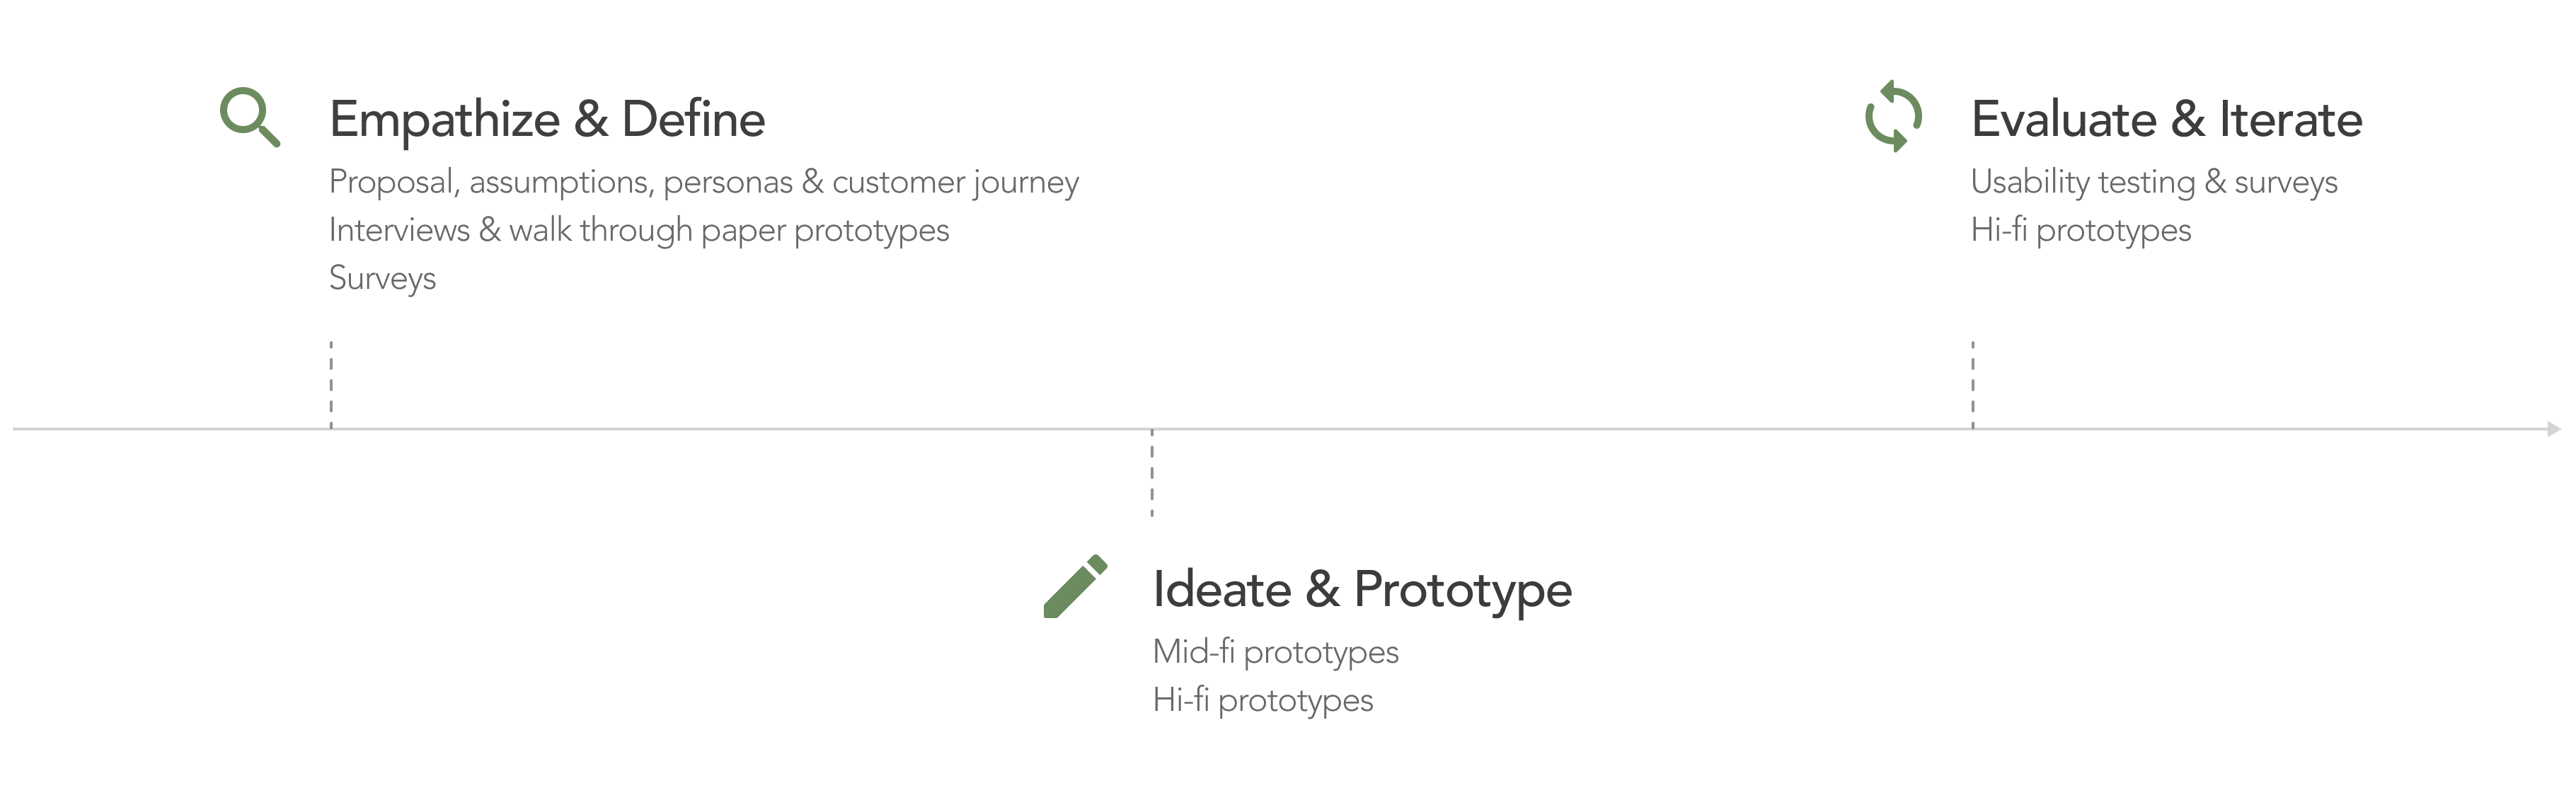 Empathize & Define
Proposal, assumptions, personas & customer journey
Interviews & walk through paper prototypes
Surveys
Ideate & Prototype
Mid-fi prototypes
Hi-fi prototypes
Evaluate & Iterate
Usability testing & surveys
Hi-fi prototypes